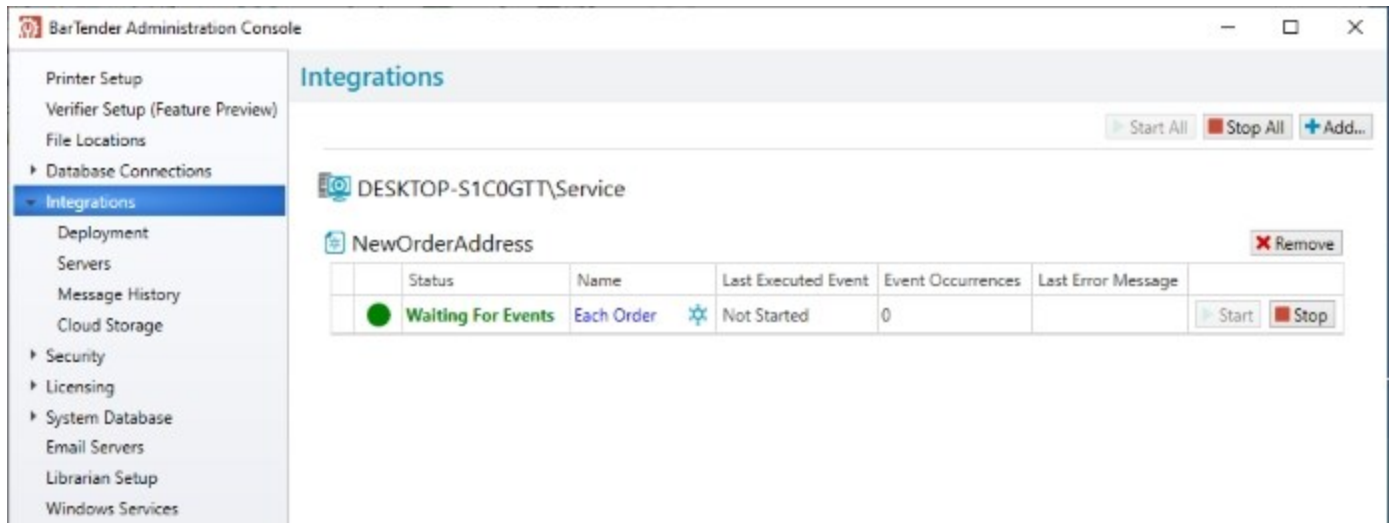 BarTender Administration Console
Printer Setup
Verifier Setup (Feature Preview)
File Locations
Database Connections
Integrations
Deployment
Servers
Message History
Cloud Storage
Security
Licensing
System Database
Email Servers
Librarian Setup
Windows Services
Integrations
Start All Stop All Add...
DESKTOP-S1C0GTT\Service
NewOrderAddress Remove
Status Name Last Executed Event Event Occurrences Last Error Message
Waiting For Events Each Order Not Started 0 Start Stop